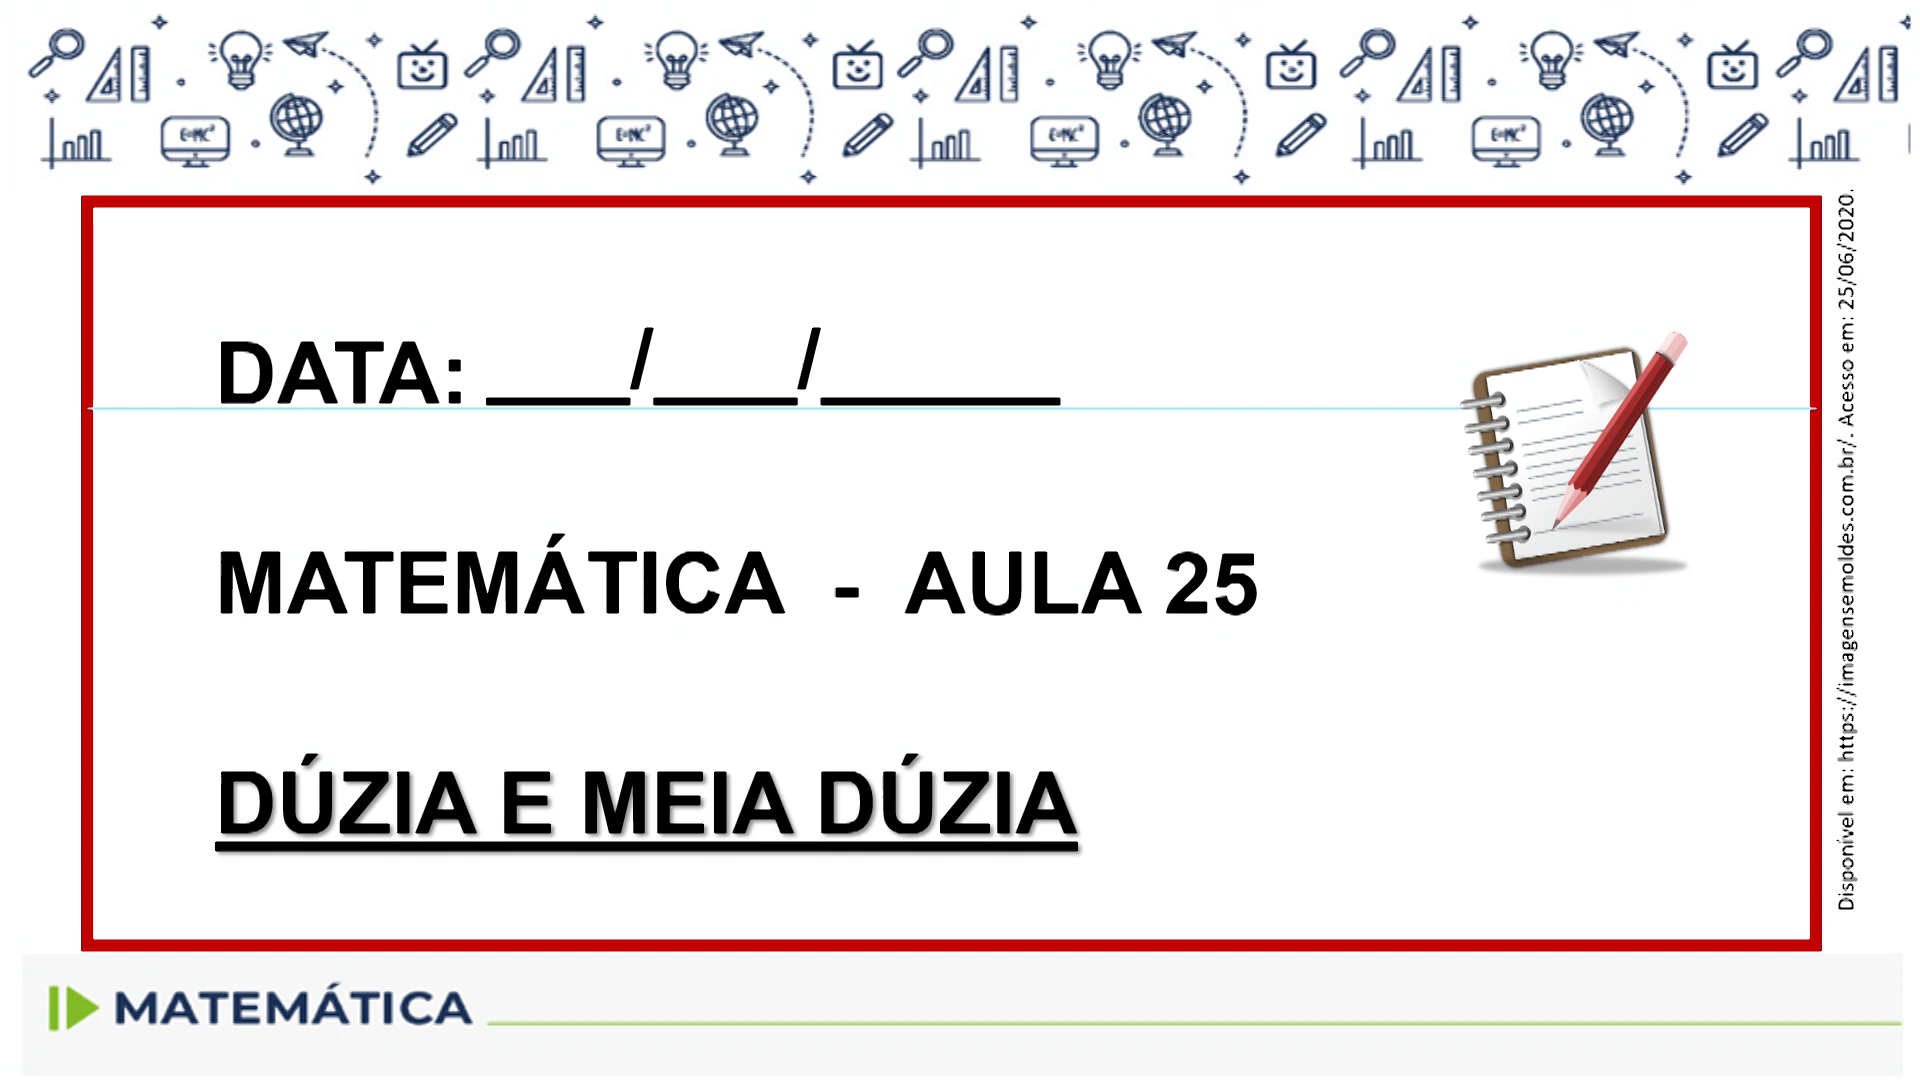 DATA: ___/___/_____
MATEMÁTICA - AULA 25
DÚZIA E MEIA DÚZIA
Disponível em: https://imagensemoldes.com.br/. Acesso em: 25/06/2020.
MATEMÁTICA